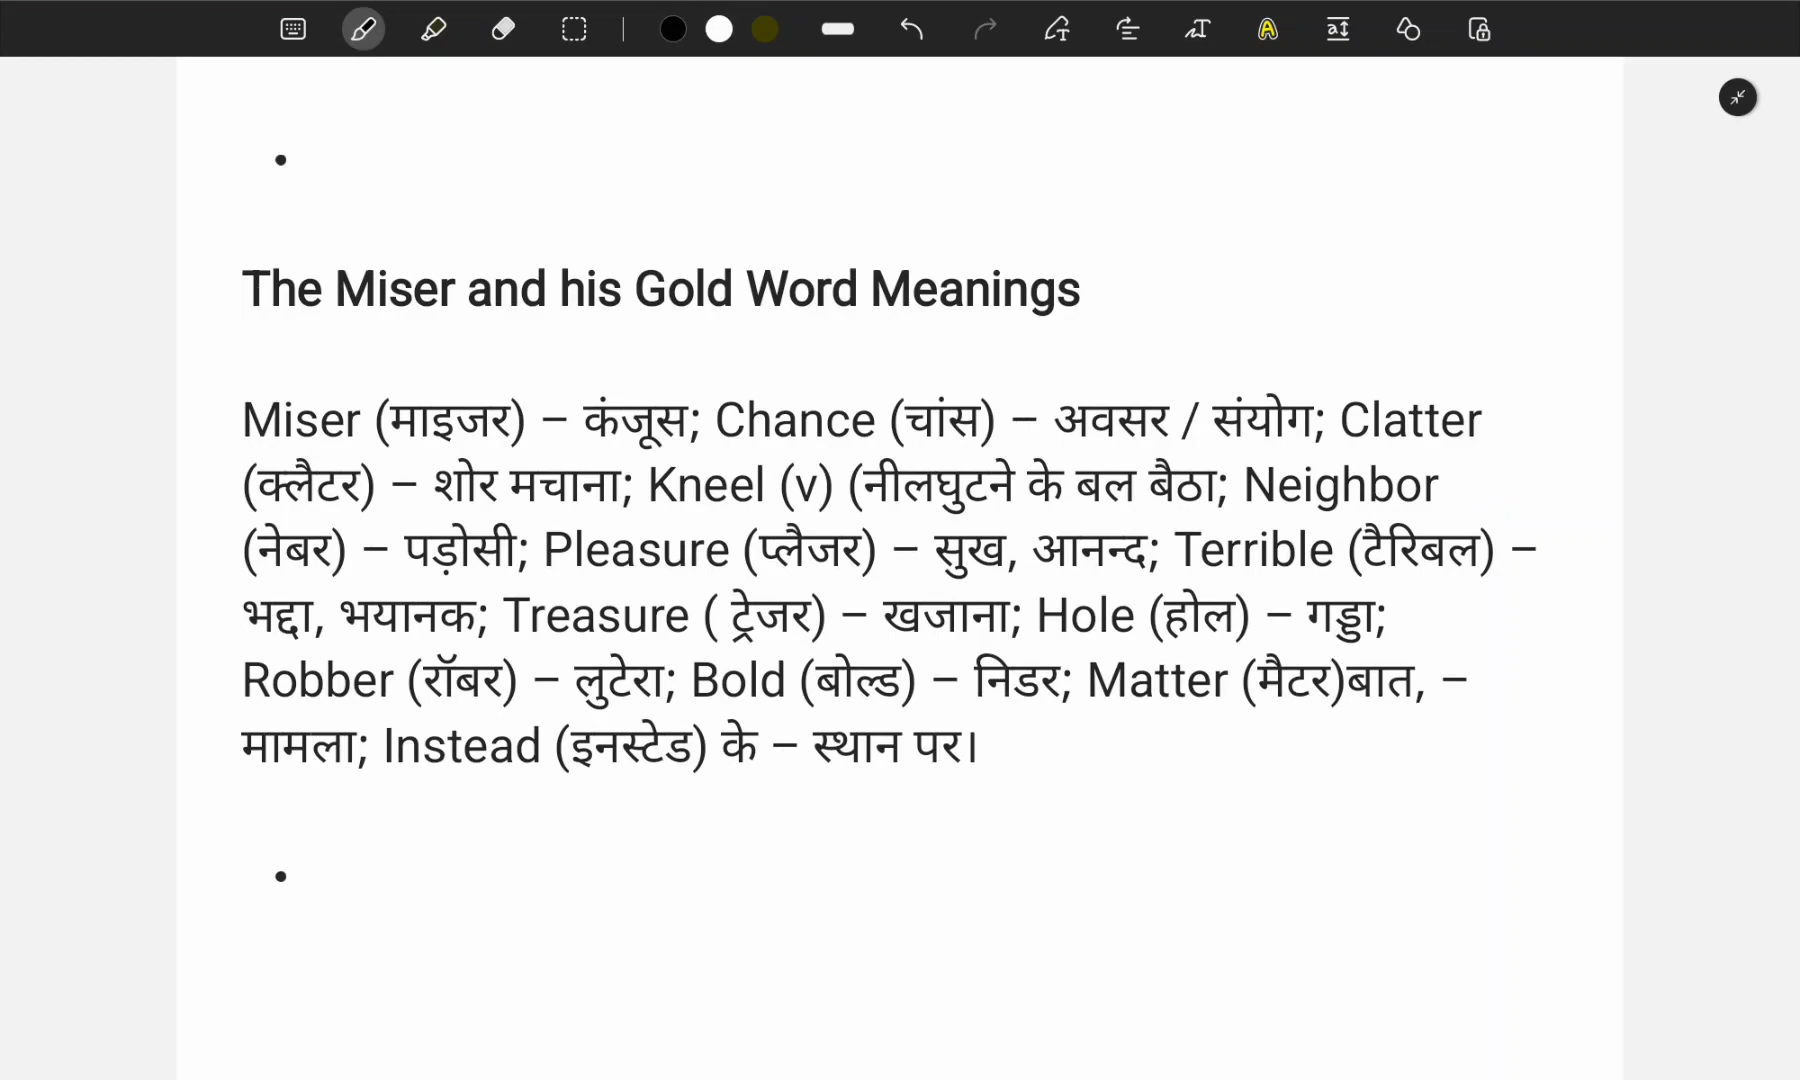 The Miser and his Gold Word Meanings
Miser (माइजर) – कंजूस; Chance (चांस) – अवसर / संयोग; Clatter
(क्लैटर) – शोर मचाना; Kneel (v) (नीलघुटने के बल बैठा; Neighbor
(नेबर) – पड़ोसी; Pleasure (प्लैजर) – सुख, आनन्द; Terrible (टैरिबल) –
भद्दा, भयानक; Treasure ( ट्रेजर) – खजाना; Hole (होल) – गड्डा;
Robber (रॉबर) – लुटेरा; Bold (बोल्ड) – निडर; Matter (मैटर)बात, –
मामला; Instead (इनस्टेड) के – स्थान पर।